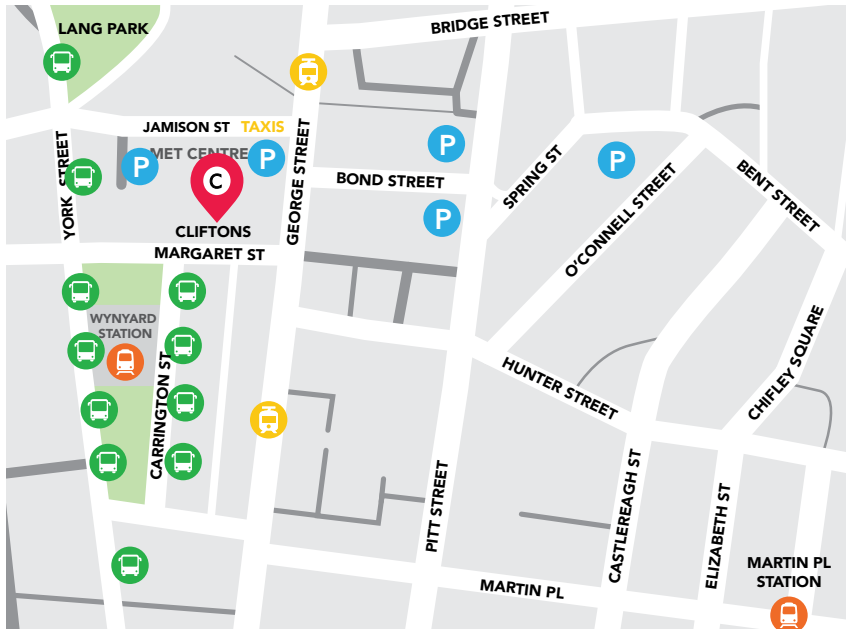 LANG PARK
BRIDGE STREET
JAMISON ST TAXIS
MET CENTRE
P
P
P
P
P
C
CLIFTONS
MARGARET ST
YORK STREET
GEORGE STREET
BOND STREET
SPRING ST
O'CONNELL STREET
BENT STREET
WYNYARD
STATION
CARRINGTON ST
HUNTER STREET
CHIFLEY SQUARE
PITT STREET
CASTLEREAGH ST
ELIZABETH ST
MARTIN PL
MARTIN PL
STATION